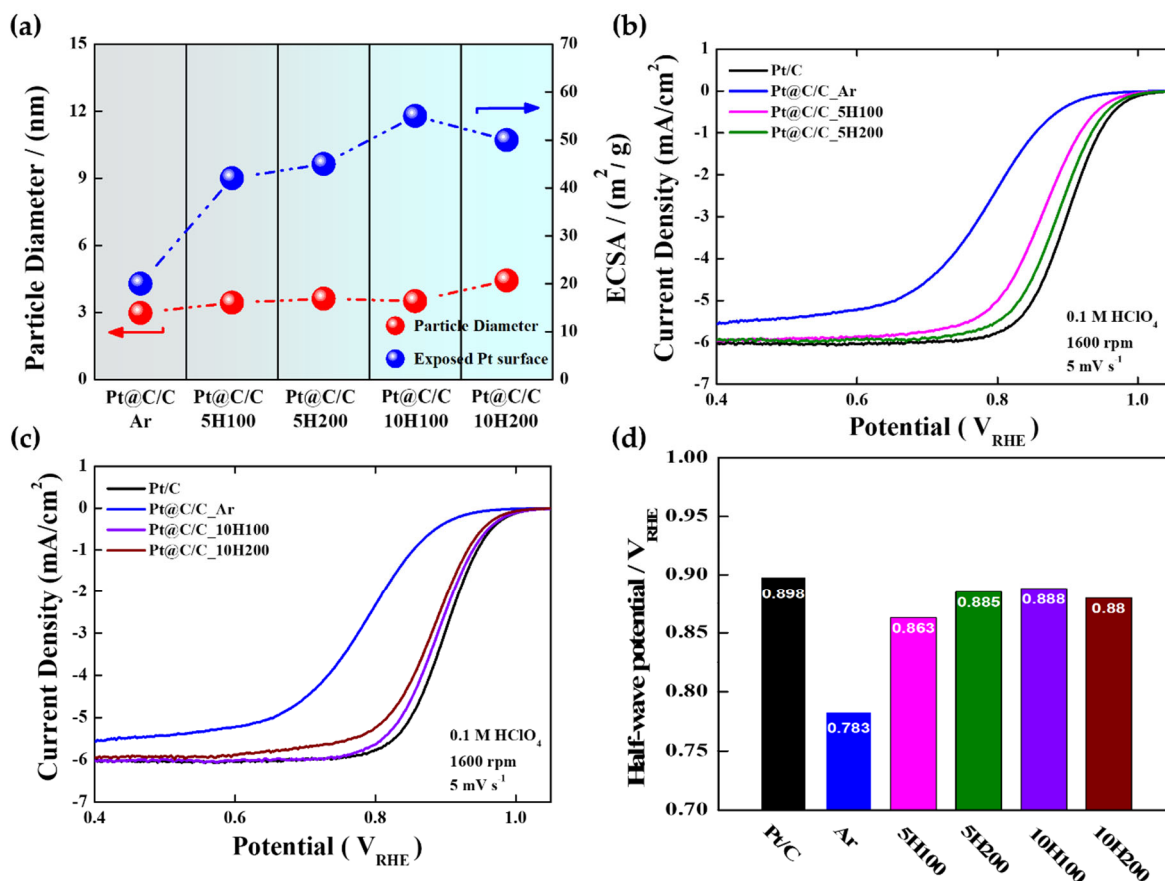 (a)
15
12
9
6
3
0
Particle Diameter / (nm)
70
60
50
40
30
20
10
0
ECSA / (m²/ g)
Particle Diameter
Exposed Pt surface
Pt@C/C
Ar
Pt@C/C
5H100
Pt@C/C
5H200
Pt@C/C
10H100
Pt@C/C
10H200
(b)
1
0
-1
-2
-3
-4
-5
-6
-7
Current Density (mA/cm²)
Pt/C
Pt@C/C_Ar
Pt@C/C_5H100
Pt@C/C_5H200
0.1 M HClO₄
1600 rpm
5 mV s⁻¹
0.4
0.6
0.8
1.0
Potential ( V_RHE )
(c)
1
0
-1
-2
-3
-4
-5
-6
-7
Current Density (mA/cm²)
Pt/C
Pt@C/C_Ar
Pt@C/C_10H100
Pt@C/C_10H200
0.1 M HClO₄
1600 rpm
5 mV s⁻¹
0.4
0.6
0.8
1.0
Potential ( V_RHE )
(d)
1.00
0.95
0.90
0.85
0.80
0.75
0.70
Half-wave potential / V_RHE
0.898
0.783
0.863
0.885
0.888
0.88
Pt/C
Ar
5H100
5H200
10H100
10H200